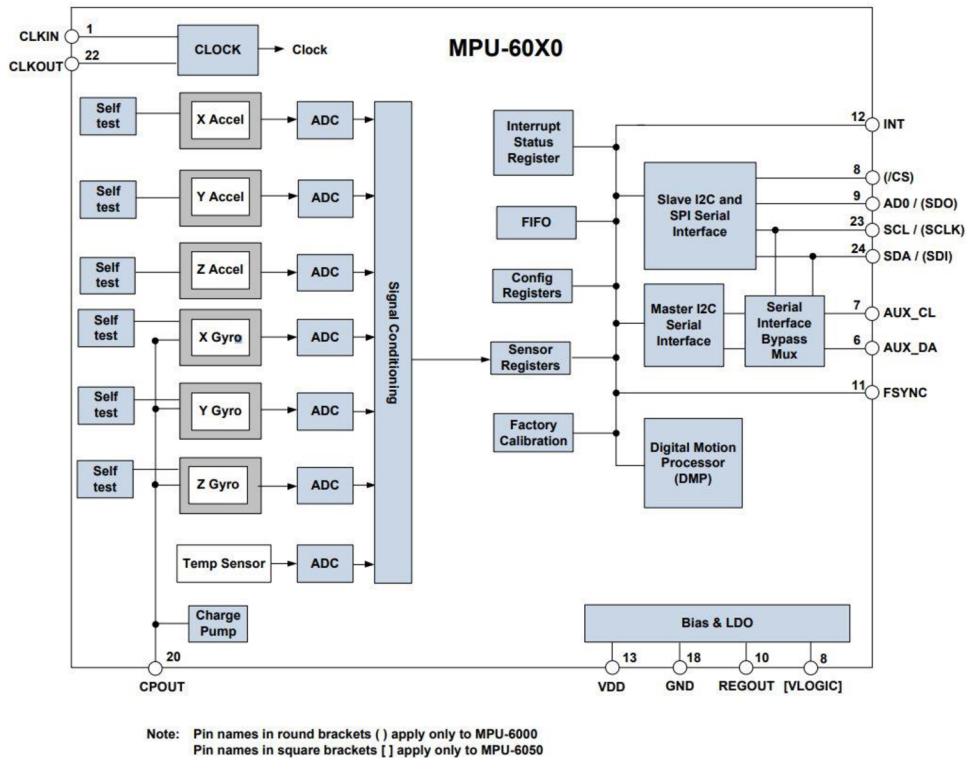 MPU-60X0
CLKIN
1
CLKOUT
22
CLOCK
Clock
Self
test
X Accel
ADC
Self
test
Y Accel
ADC
Self
test
Z Accel
ADC
Self
test
X Gyro
ADC
Self
test
Y Gyro
ADC
Self
test
Z Gyro
ADC
Temp Sensor
ADC
Charge
Pump
20
CPOUT
Signal Conditioning
Interrupt
Status
Register
FIFO
Config
Registers
Sensor
Registers
Factory
Calibration
Slave I2C and
SPI Serial
Interface
Master I2C
Serial
Interface
Serial
Interface
Bypass
Mux
Digital Motion
Processor
(DMP)
12
INT
8
(/CS)
9
AD0 / (SDO)
23
SCL / (SCLK)
24
SDA / (SDI)
7
AUX_CL
6
AUX_DA
11
FSYNC
Bias & LDO
13
VDD
18
GND
10
REGOUT
8
[VLOGIC]
Note: Pin names in round brackets ( ) apply only to MPU-6000
Pin names in square brackets [ ] apply only to MPU-6050